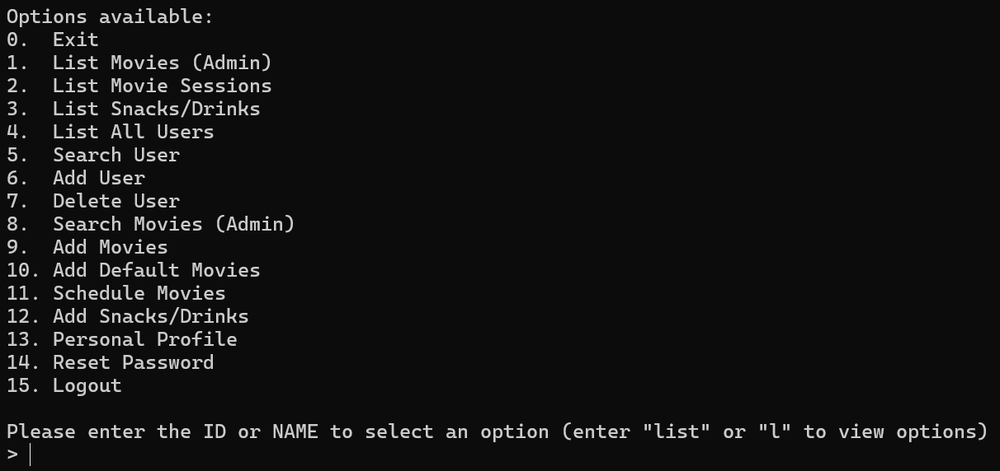 Options available:
0.  Exit
1.  List Movies (Admin)
2.  List Movie Sessions
3.  List Snacks/Drinks
4.  List All Users
5.  Search User
6.  Add User
7.  Delete User
8.  Search Movies (Admin)
9.  Add Movies
10. Add Default Movies
11. Schedule Movies
12. Add Snacks/Drinks
13. Personal Profile
14. Reset Password
15. Logout

Please enter the ID or NAME to select an option (enter "list" or "l" to view options)
>